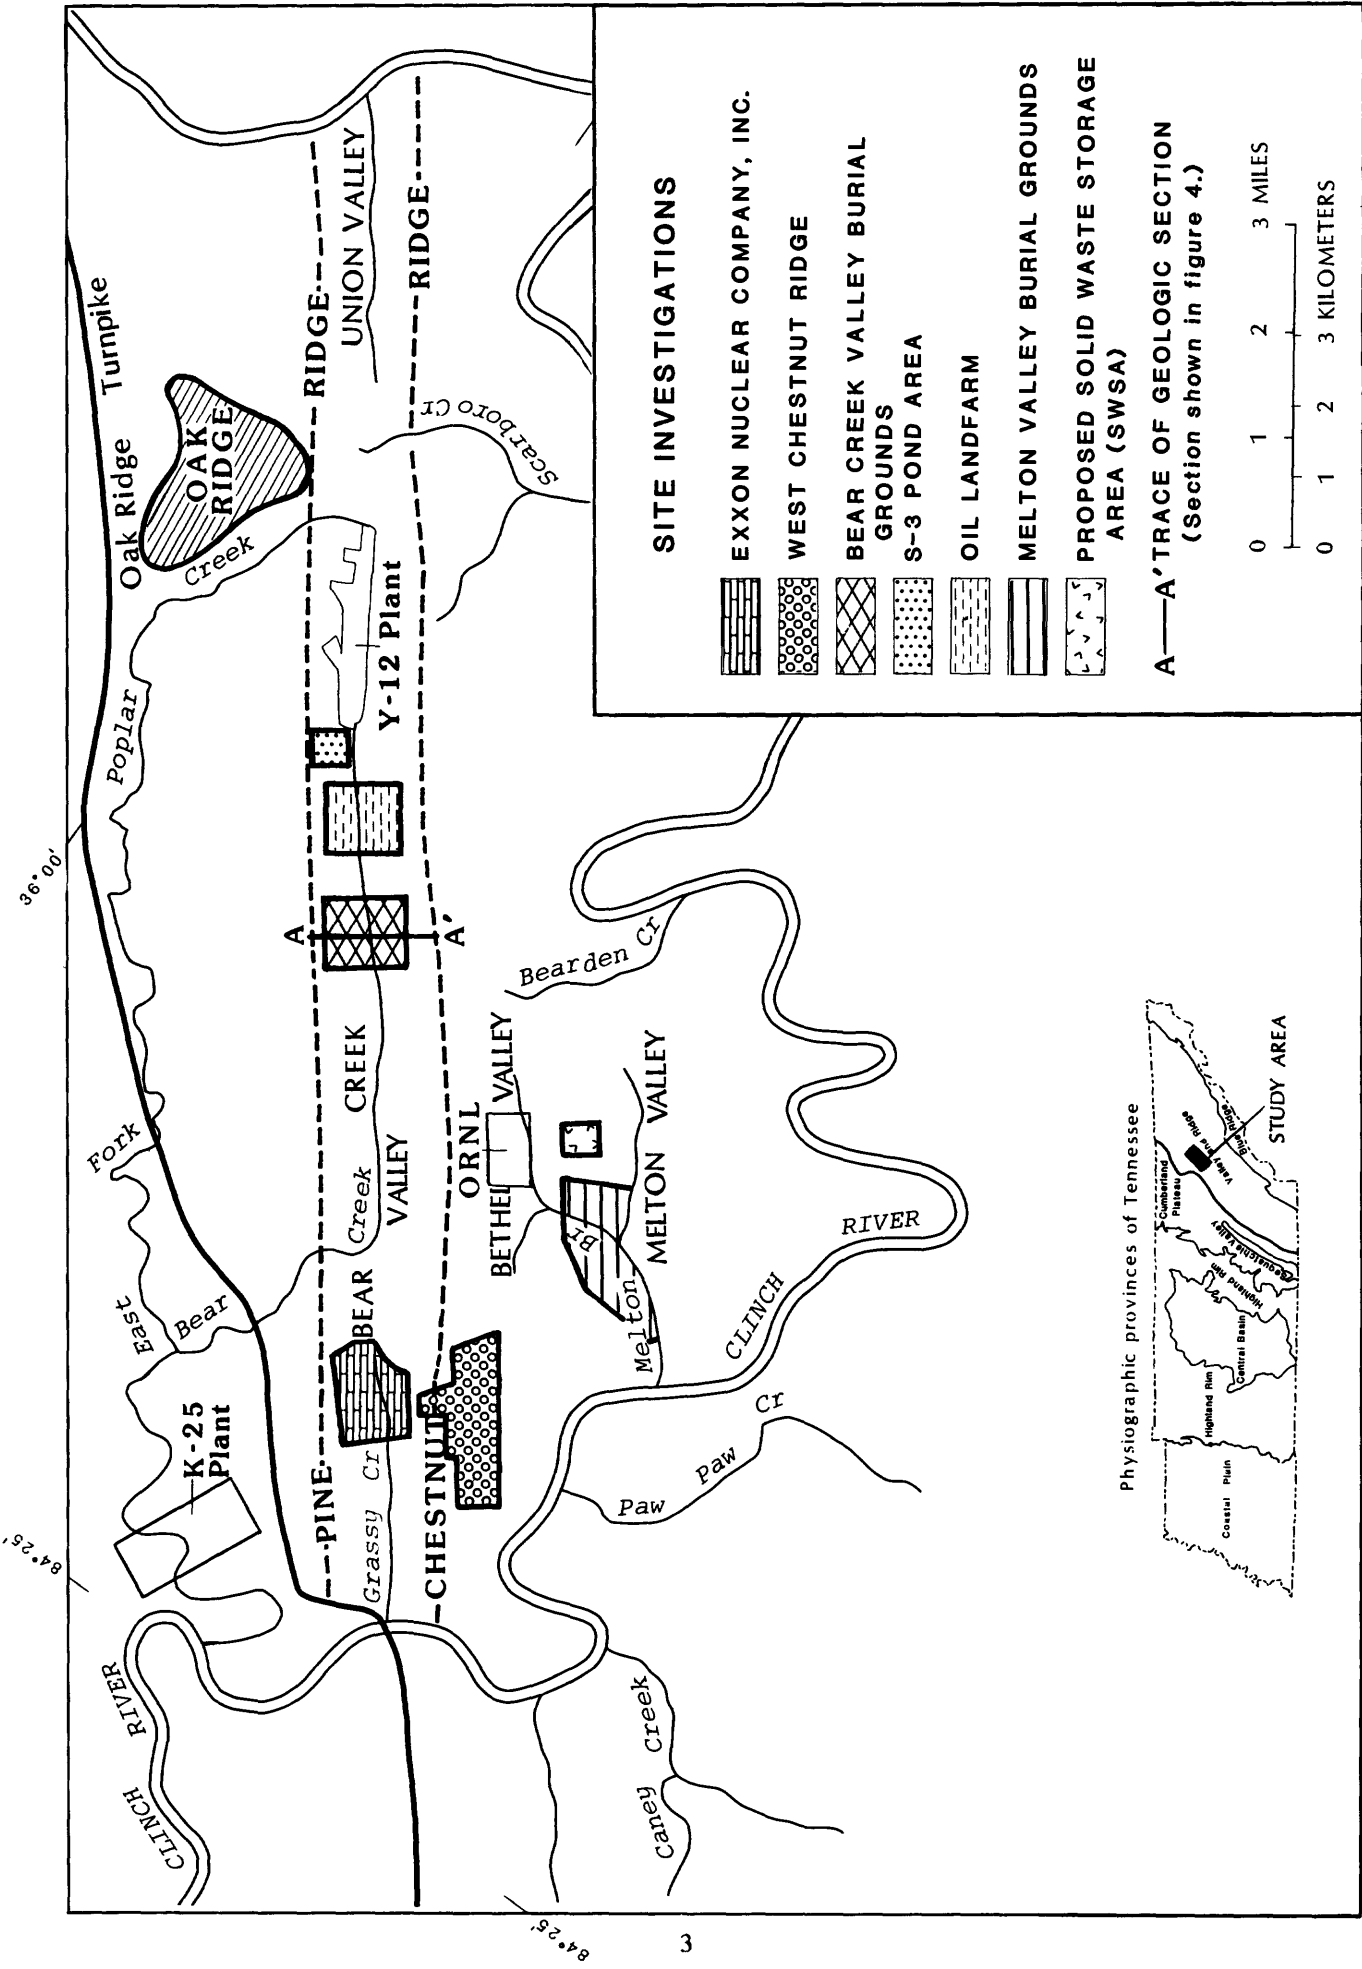 36°00'
84°25'
84°25'
Oak Ridge Turnpike
OAK
RIDGE
East Fork Poplar Creek
K-25
Plant
Bear Creek
PINE RIDGE
UNION VALLEY
Y-12 Plant
A
A'
BEAR CREEK
VALLEY
Grassy Cr
CHESTNUT RIDGE
Scarboro Cr
ORNL
BETHEL VALLEY
Bearden Cr
MELTON VALLEY
Melton Br
CLINCH RIVER
CLINCH RIVER
Paw Paw Cr
Caney Creek
SITE INVESTIGATIONS
EXXON NUCLEAR COMPANY, INC.
WEST CHESTNUT RIDGE
BEAR CREEK VALLEY BURIAL
GROUNDS
S-3 POND AREA
OIL LANDFARM
MELTON VALLEY BURIAL GROUNDS
PROPOSED SOLID WASTE STORAGE
AREA (SWSA)
A—A' TRACE OF GEOLOGIC SECTION
(Section shown in figure 4.)
0 1 2 3 MILES
0 1 2 3 KILOMETERS
Physiographic provinces of Tennessee
Coastal Plain
Highland Rim
Central Basin
Highland Rim
Sequatchie Valley
Cumberland
Plateau
Valley and Ridge
Blue Ridge
STUDY AREA
3